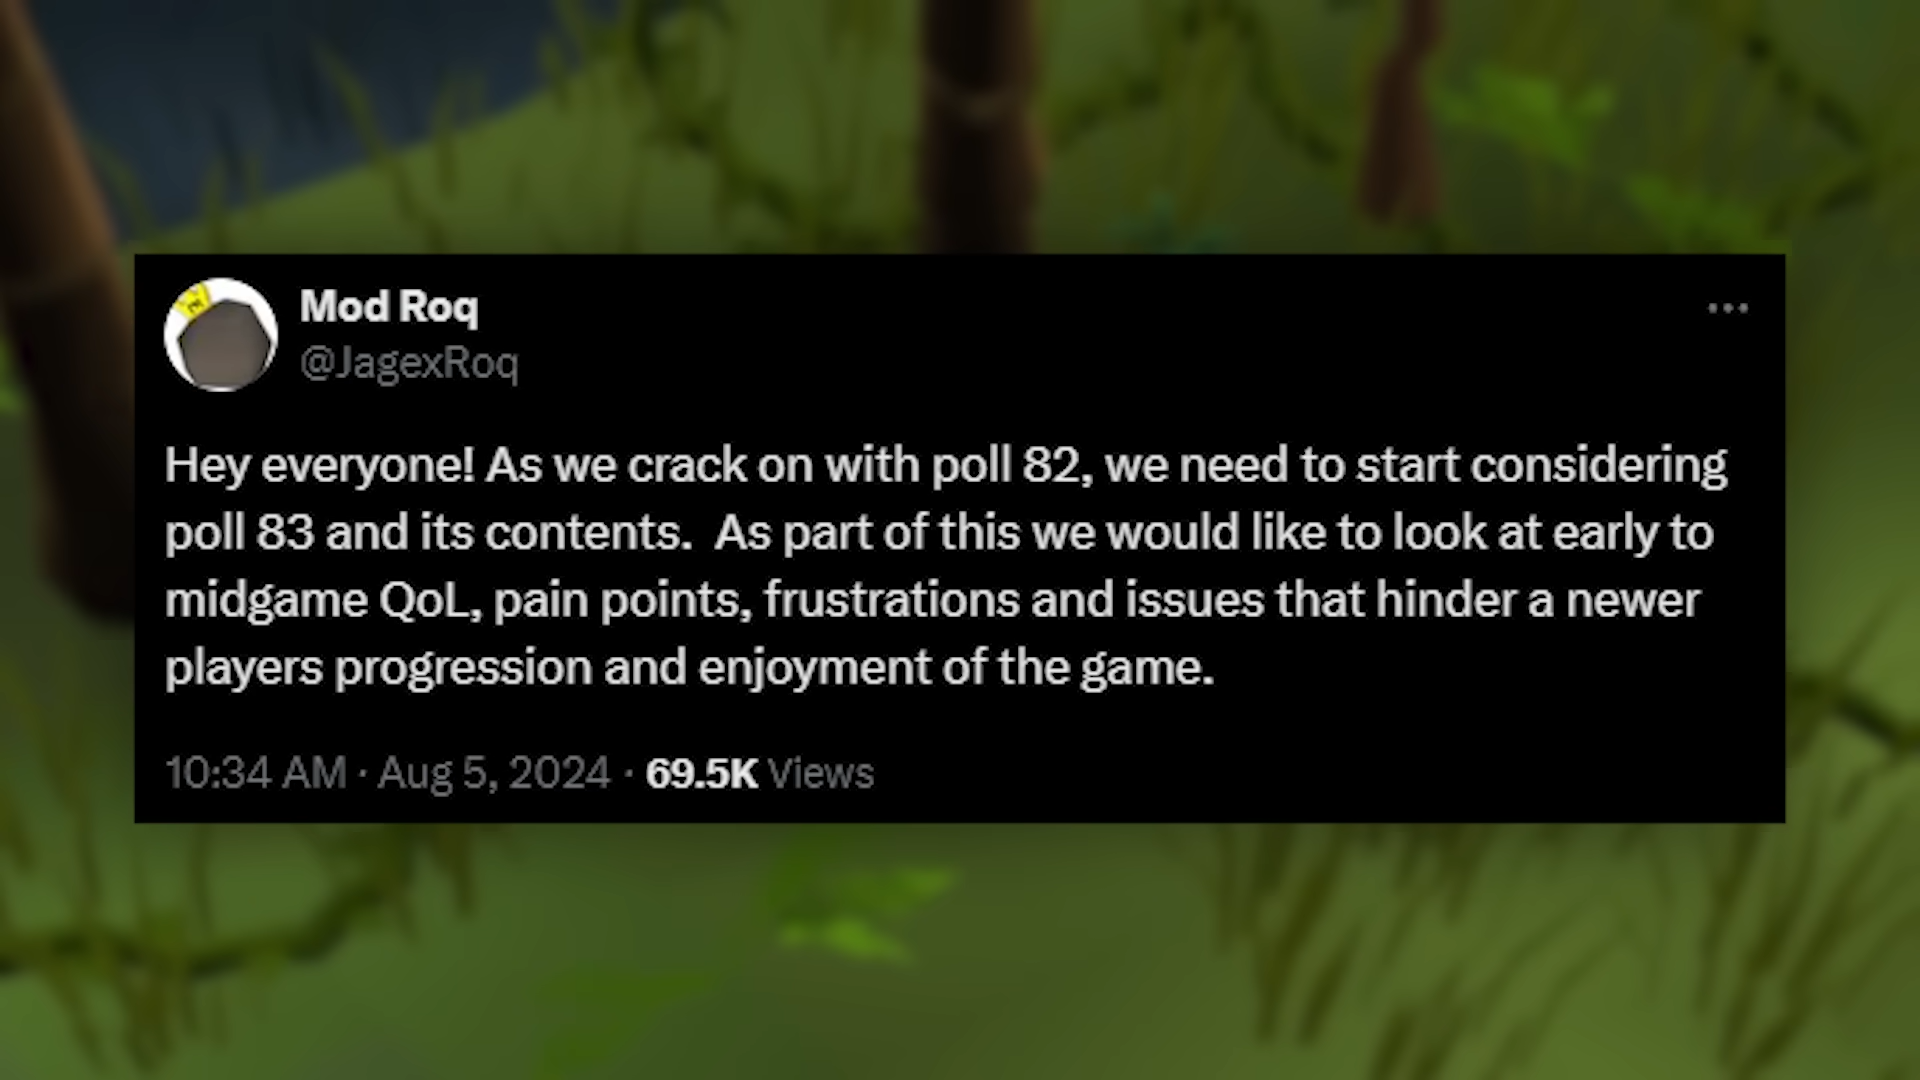 Mod Roq
@JagexRoq
Hey everyone! As we crack on with poll 82, we need to start considering
poll 83 and its contents.  As part of this we would like to look at early to
midgame QoL, pain points, frustrations and issues that hinder a newer
players progression and enjoyment of the game.
10:34 AM · Aug 5, 2024 · 69.5K Views